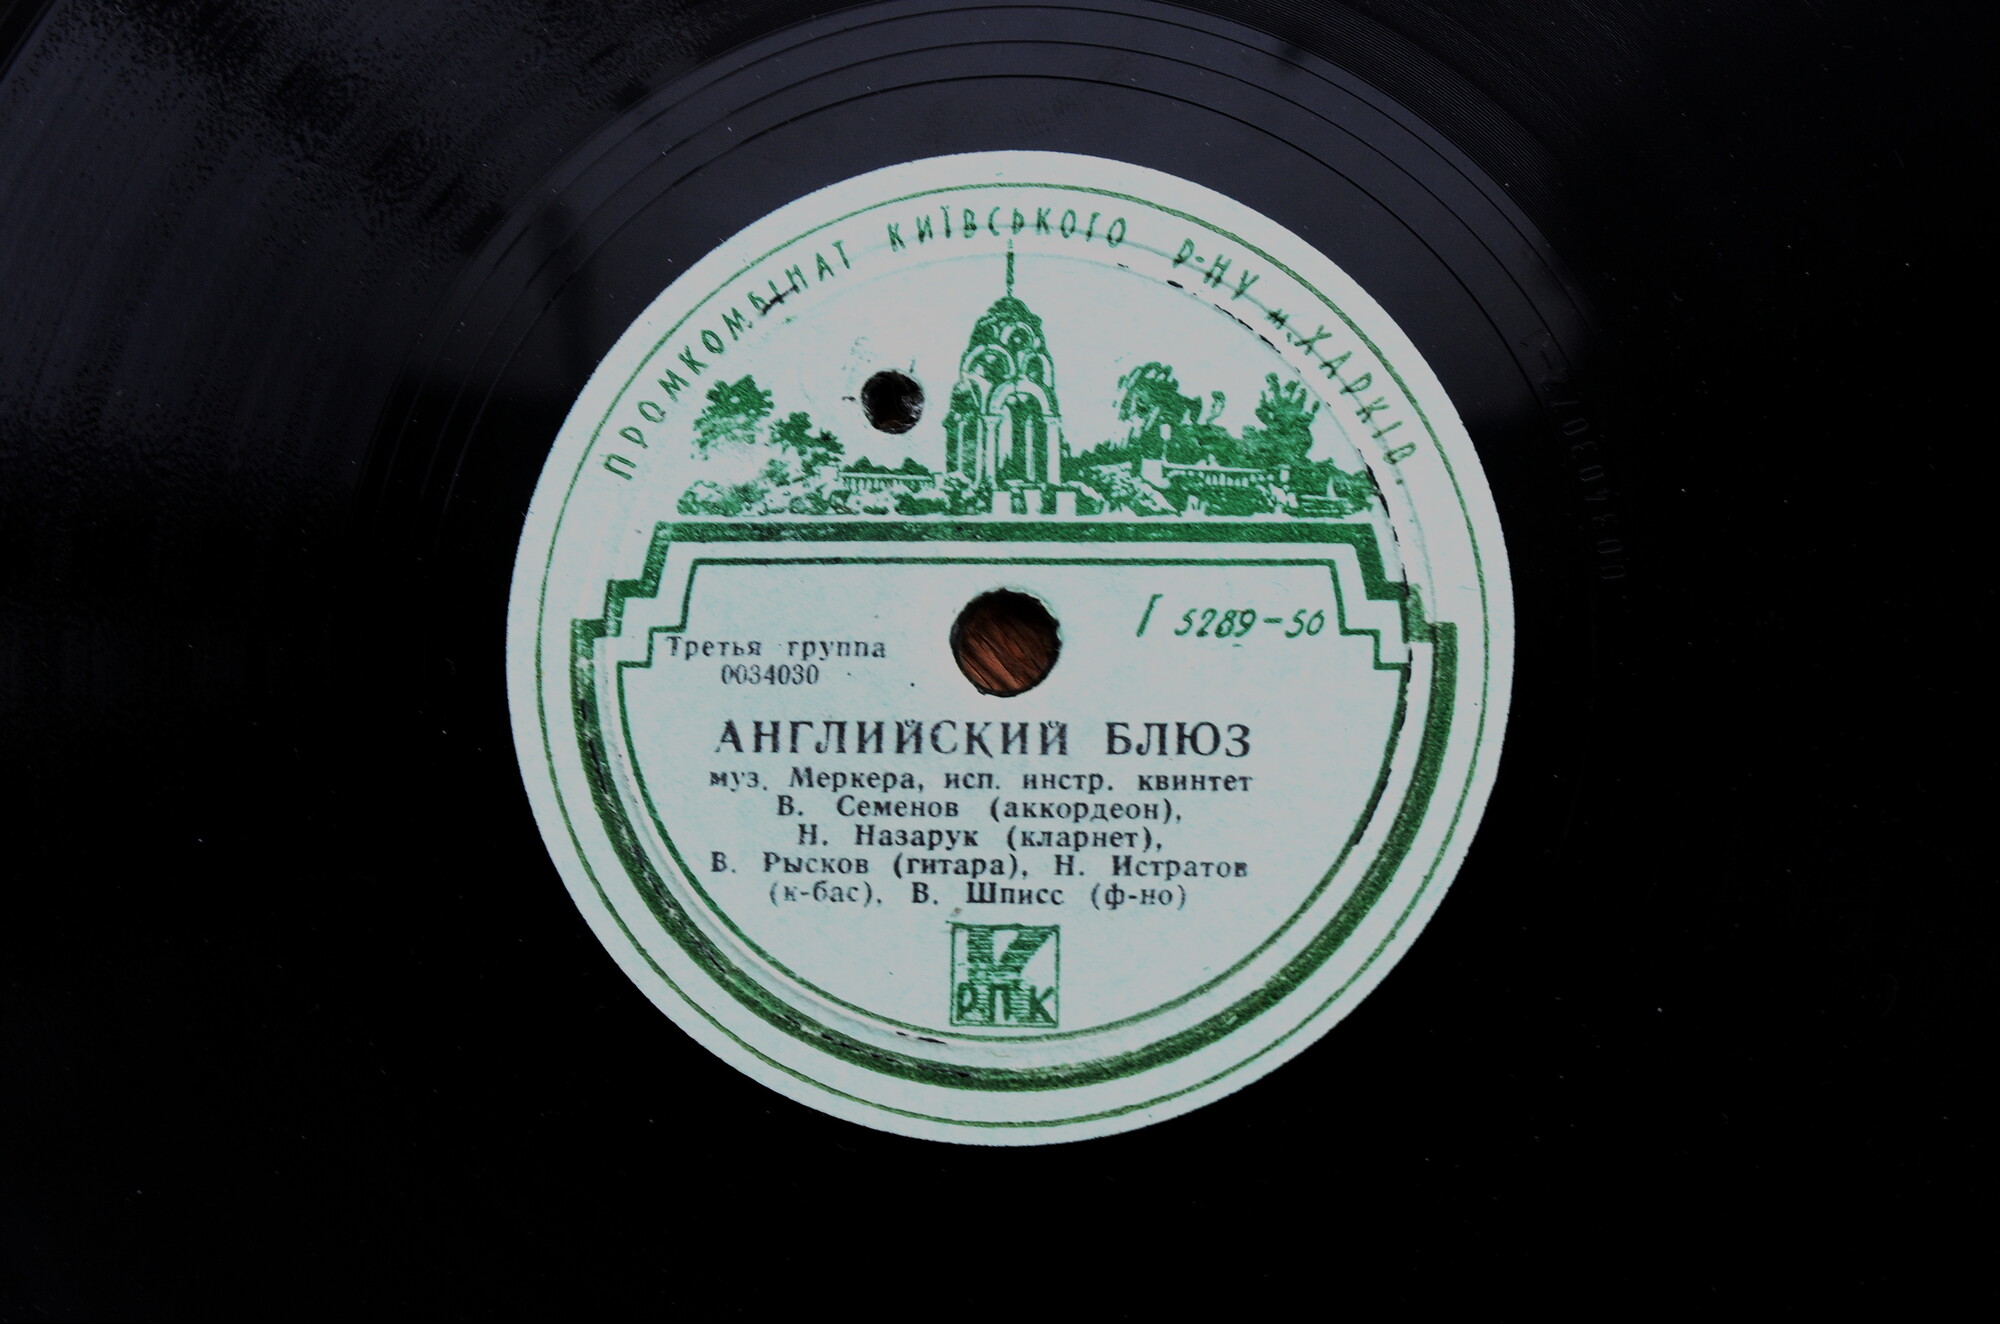 ПРОМКОМБІНАТ КИЇВСЬКОГО Р-НУ м. ХАРКІВ.
Г 5289-50
Третья группа
0034030
АНГЛИЙСКИЙ БЛЮЗ
муз. Меркера, исп. инстр. квинтет
В. Семенов (аккордеон),
Н. Назарук (кларнет),
В. Рысков (гитара), Н. Истратов
(к-бас), В. Шписс (ф-но)
К
РПК